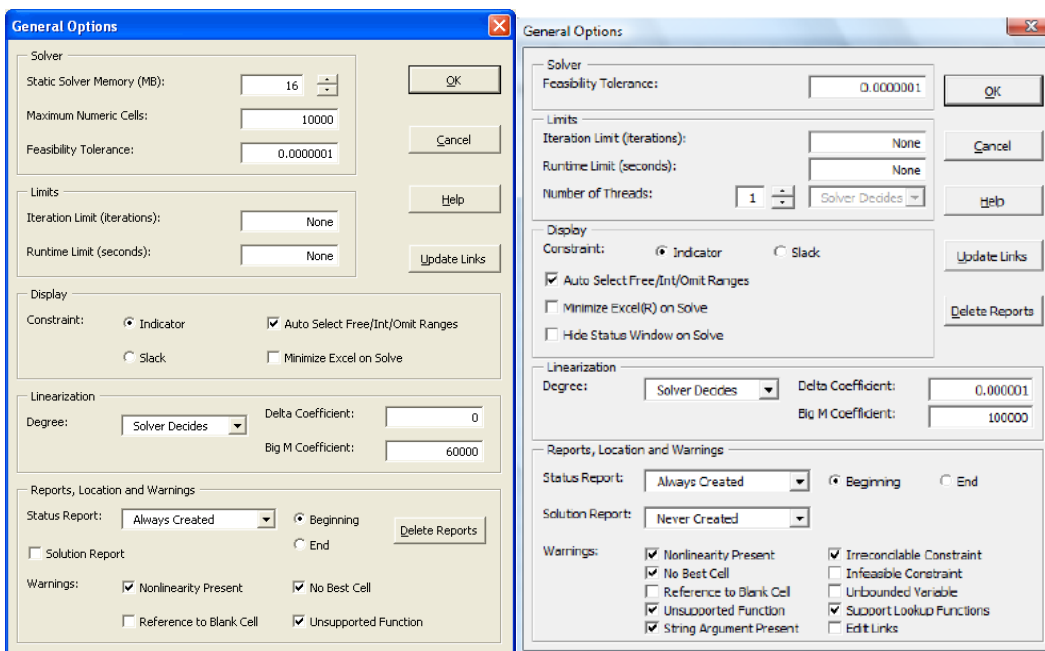 General Options
Solver
Static Solver Memory (MB): 16
OK
Maximum Numeric Cells: 10000
Cancel
Feasibility Tolerance: 0.0000001
Limits
Help
Iteration Limit (iterations): None
Runtime Limit (seconds): None
Update Links
Display
Constraint: Indicator Auto Select Free/Int/Omit Ranges
Slack Minimize Excel on Solve
Linearization
Degree: Solver Decides Delta Coefficient: 0
Big M Coefficient: 60000
Reports, Location and Warnings
Status Report: Always Created Beginning
End Delete Reports
Solution Report
Warnings: Nonlinearity Present No Best Cell
Reference to Blank Cell Unsupported Function
General Options
Solver
Feasibility Tolerance: 0.0000001
OK
Limits
Iteration Limit (iterations): None
Cancel
Runtime Limit (seconds): None
Number of Threads: 1 Solver Decides
Help
Display
Constraint: Indicator Slack
Update Links
Auto Select Free/Int/Omit Ranges
Minimize Excel(R) on Solve
Delete Reports
Hide Status Window on Solve
Linearization
Degree: Solver Decides Delta Coefficient: 0.000001
Big M Coefficient: 100000
Reports, Location and Warnings
Status Report: Always Created Beginning End
Solution Report: Never Created
Warnings: Nonlinearity Present Irreconcilable Constraint
No Best Cell Infeasible Constraint
Reference to Blank Cell Unbounded Variable
Unsupported Function Support Lookup Functions
String Argument Present Edit Links